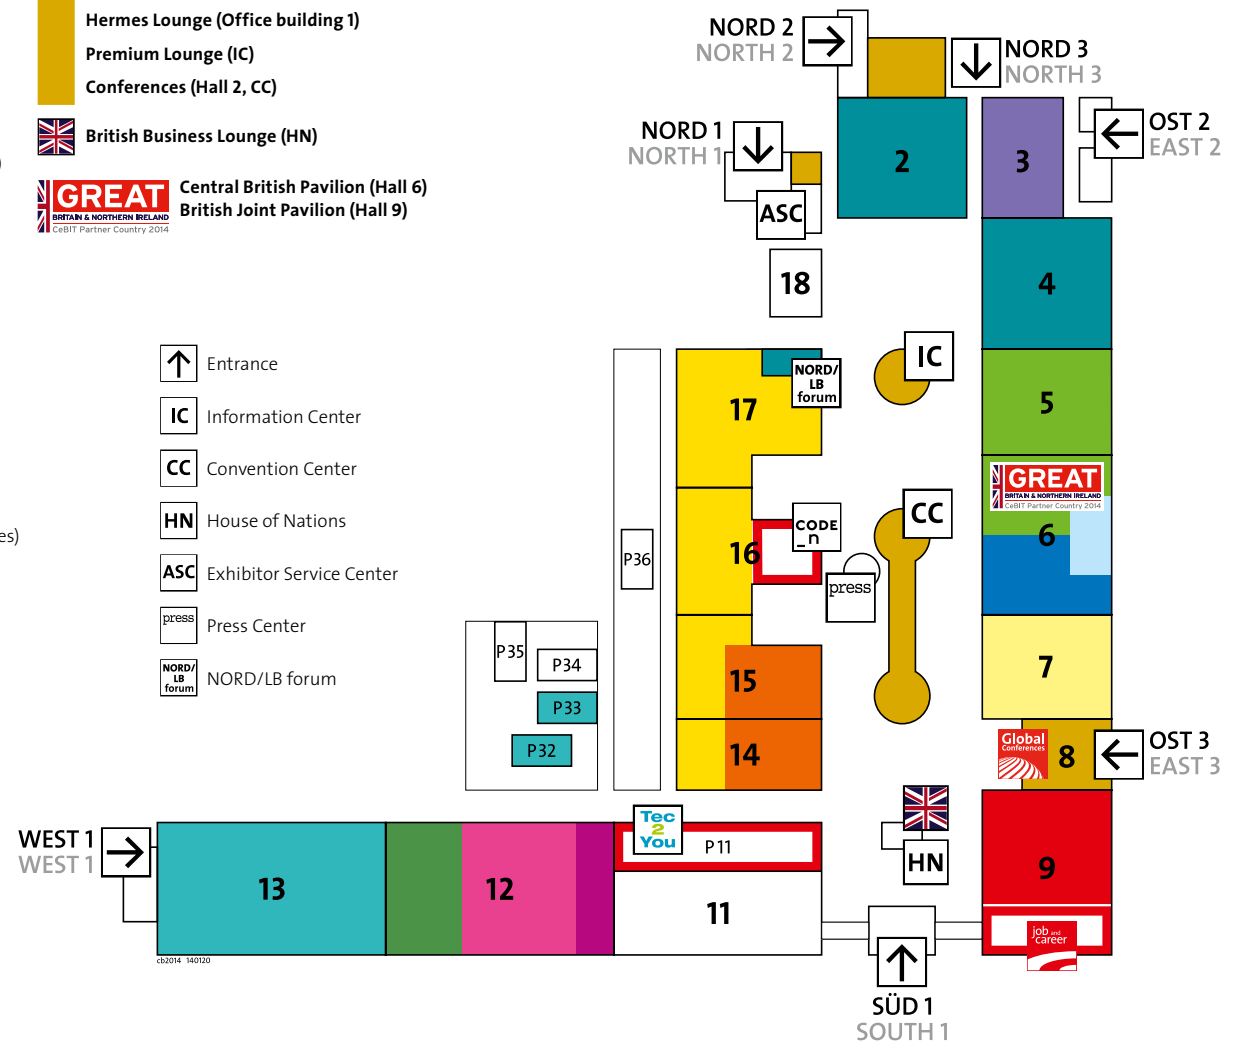 Hermes Lounge (Office building 1)
Premium Lounge (IC)
Conferences (Hall 2, CC)
British Business Lounge (HN)
GREAT
BRITAIN & NORTHERN IRELAND
CeBIT Partner Country 2014
Central British Pavilion (Hall 6)
British Joint Pavilion (Hall 9)
)
es)
Entrance
IC Information Center
CC Convention Center
HN House of Nations
ASC Exhibitor Service Center
press Press Center
NORD/
LB
forum
NORD/LB forum
NORD 2
NORTH 2
NORD 3
NORTH 3
NORD 1
NORTH 1
OST 2
EAST 2
2
3
ASC
18
4
IC
NORD/
LB
forum
17
5
GREAT
BRITAIN & NORTHERN IRELAND
CeBIT Partner Country 2014
CC
CODE
_n
16
6
P36
press
P35
P34
P33
P32
15
7
14
Global
Conferences
8
OST 3
EAST 3
WEST 1
WEST 1
13
12
Tec
2
You
P 11
11
HN
9
job and
career
cb2014 140120
SÜD 1
SOUTH 1